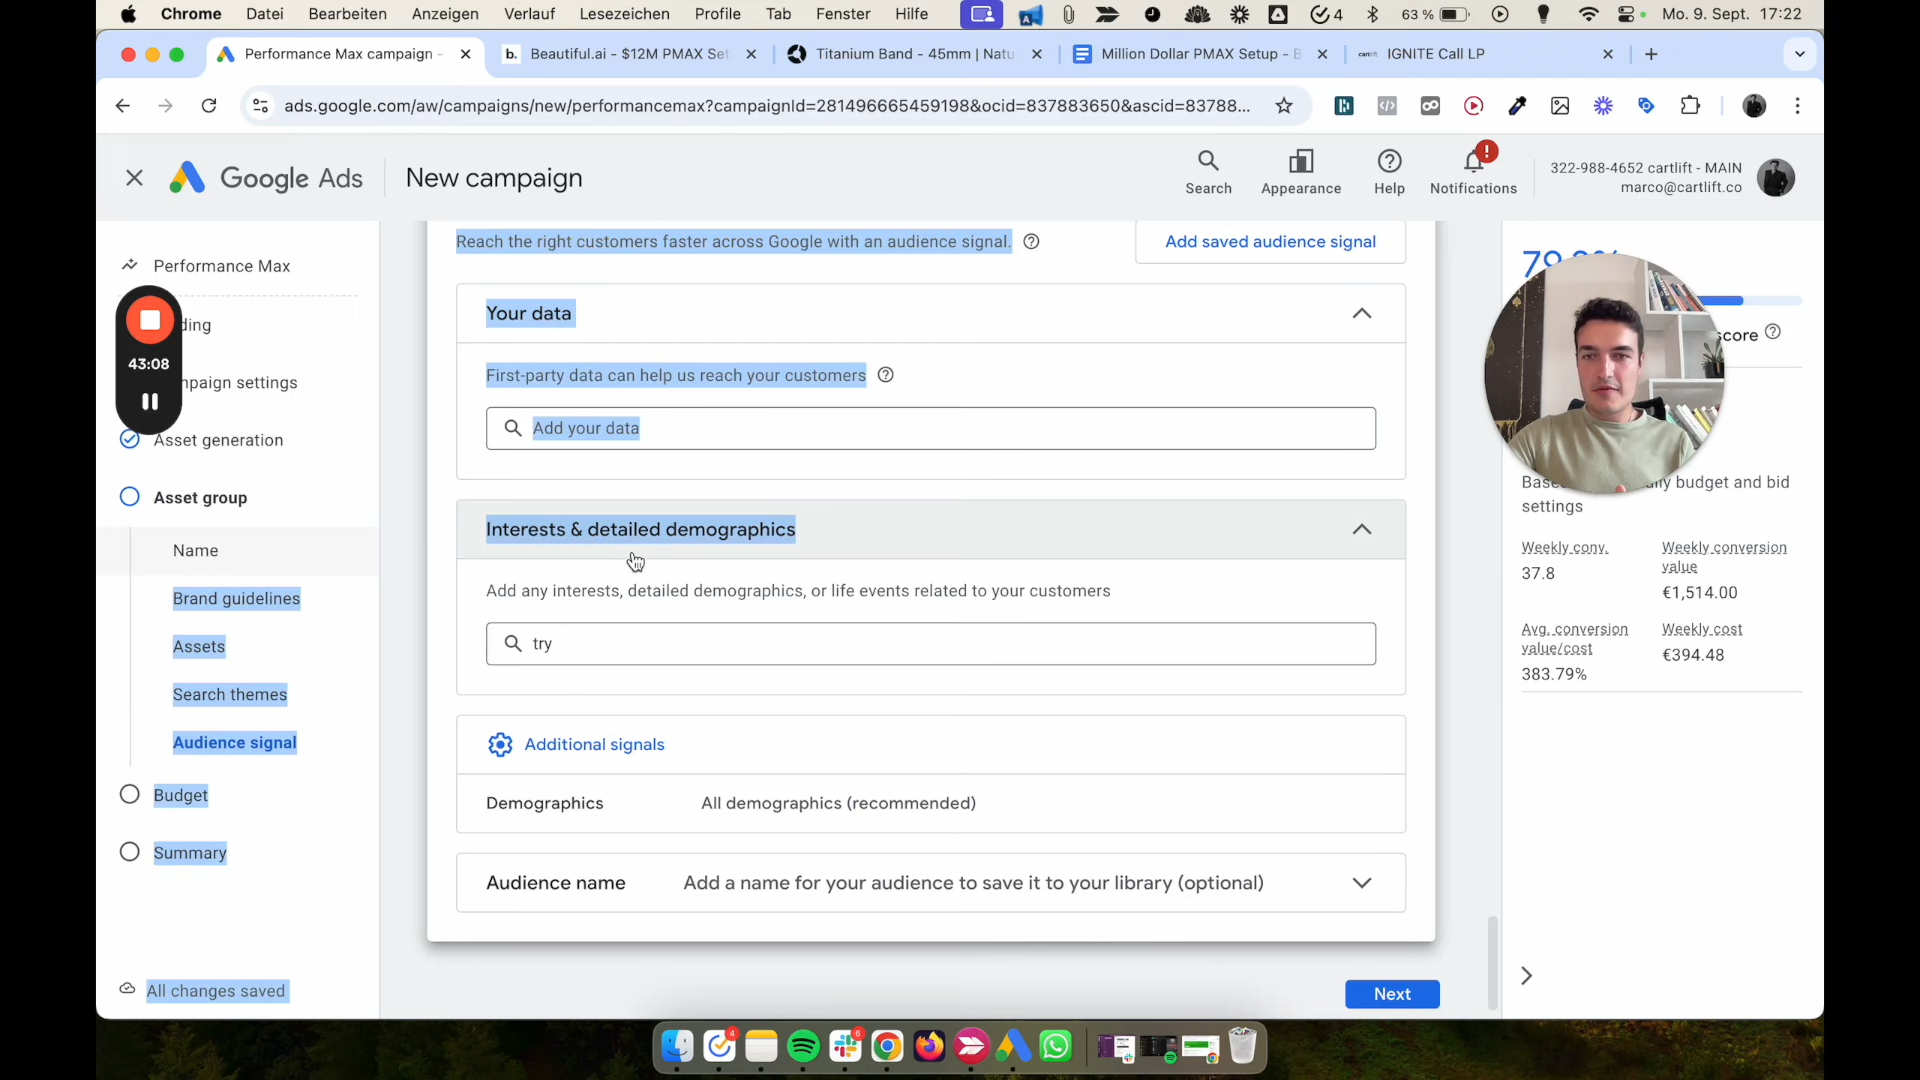 Chrome Datei Bearbeiten Anzeigen Verlauf Lesezeichen Profile Tab Fenster Hilfe 4 63 % Mo. 9. Sept. 17:22
Performance Max campaign - b. Beautiful.ai - $12M PMAX Set Titanium Band - 45mm | Natu Million Dollar PMAX Setup - B cartlift IGNITE Call LP
ads.google.com/aw/campaigns/new/performancemax?campaignId=281496665459198&ocid=837883650&ascid=83788...
Google Ads New campaign
Search Appearance Help Notifications
322-988-4652 cartlift - MAIN
marco@cartlift.co
Performance Max
ding
43:08
mpaign settings
Asset generation
Asset group
Name
Brand guidelines
Assets
Search themes
Audience signal
Budget
Summary
All changes saved
Reach the right customers faster across Google with an audience signal.
Add saved audience signal
Your data
First-party data can help us reach your customers
Add your data
Interests & detailed demographics
Add any interests, detailed demographics, or life events related to your customers
try
Additional signals
Demographics All demographics (recommended)
Audience name Add a name for your audience to save it to your library (optional)
Next
score
ly budget and bid
settings
Weekly conv.
37.8
Weekly conversion
value
€1,514.00
Avg. conversion
value/cost
383.79%
Weekly cost
€394.48
4
6